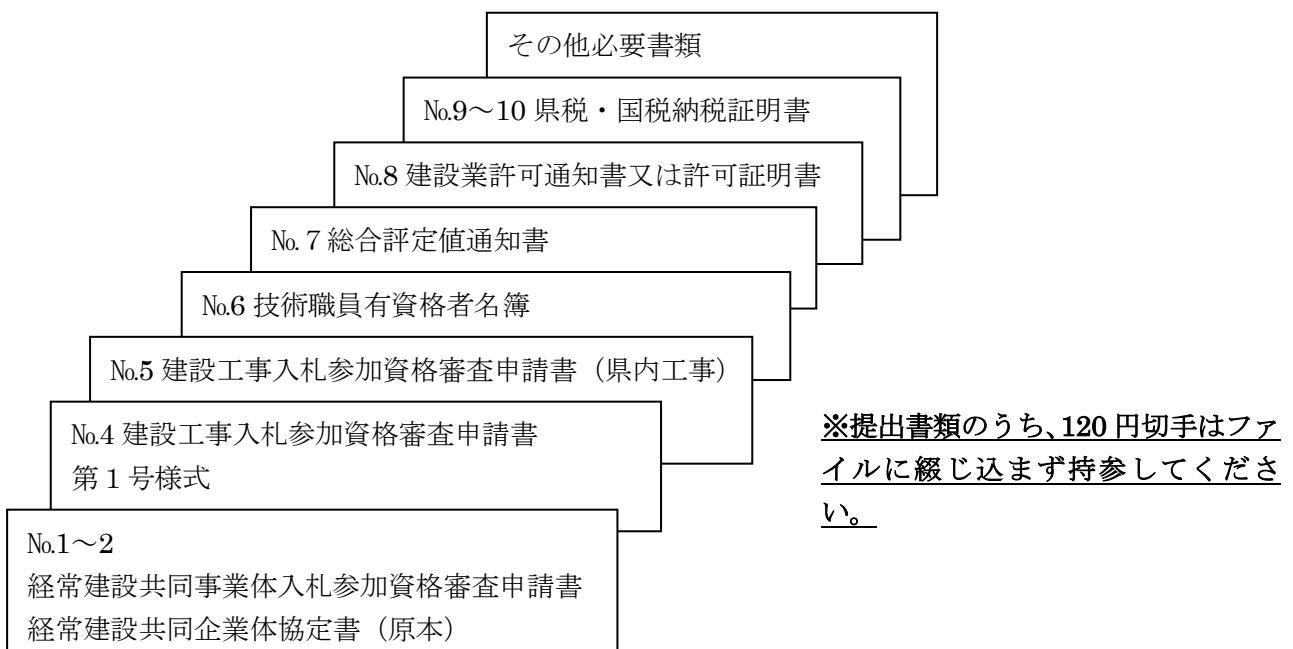 その他必要書類
№9～10 県税・国税納税証明書
№8 建設業許可通知書又は許可証明書
№７総合評定値通知書
№6 技術職員有資格者名簿
№5 建設工事入札参加資格審査申請書（県内工事）
№4 建設工事入札参加資格審査申請書
第１号様式
№1～2
経常建設共同事業体入札参加資格審査申請書
経常建設共同企業体協定書（原本）
※提出書類のうち、120 円切手はファ
イルに綴じ込まず持参してくださ
い。